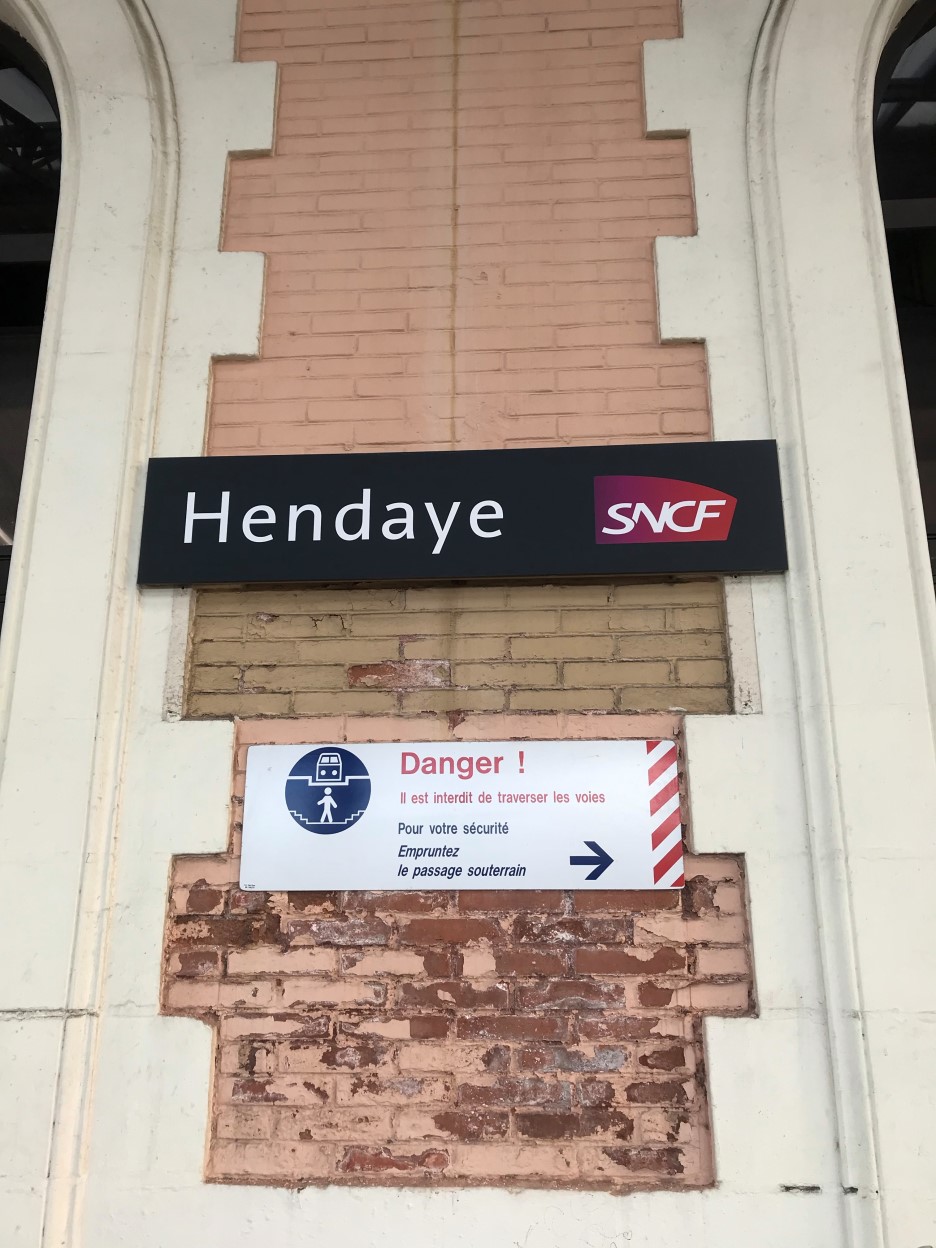 Hendaye SNCF
Danger !
Il est interdit de traverser les voies
Pour votre sécurité
Empruntez
le passage souterrain